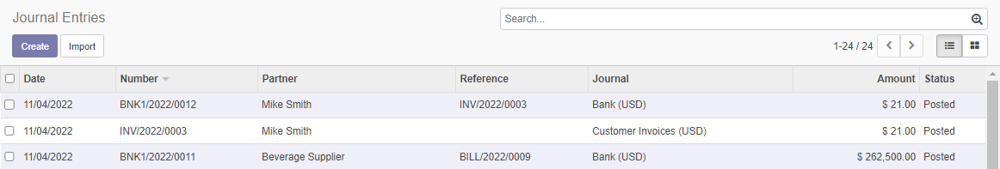 Journal Entries
Search...
Create Import
1-24 / 24
Date Number Partner Reference Journal Amount Status
11/04/2022 BNK1/2022/0012 Mike Smith INV/2022/0003 Bank (USD) $ 21.00 Posted
11/04/2022 INV/2022/0003 Mike Smith Customer Invoices (USD) $ 21.00 Posted
11/04/2022 BNK1/2022/0011 Beverage Supplier BILL/2022/0009 Bank (USD) $ 262,500.00 Posted